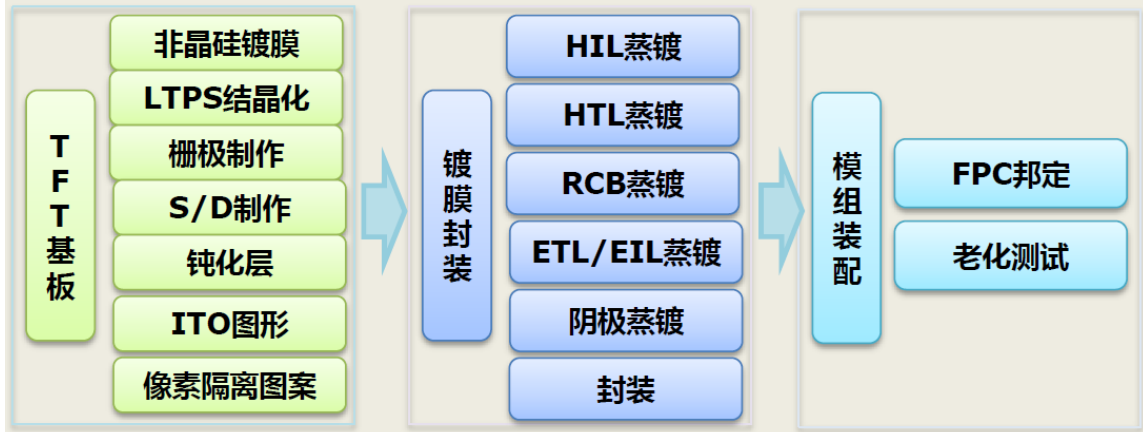 TFT基板
非晶硅镀膜
LTPS结晶化
栅极制作
S/D制作
钝化层
ITO图形
像素隔离图案
镀膜封装
HIL蒸镀
HTL蒸镀
RCB蒸镀
ETL/EIL蒸镀
阴极蒸镀
封装
模组装配
FPC邦定
老化测试